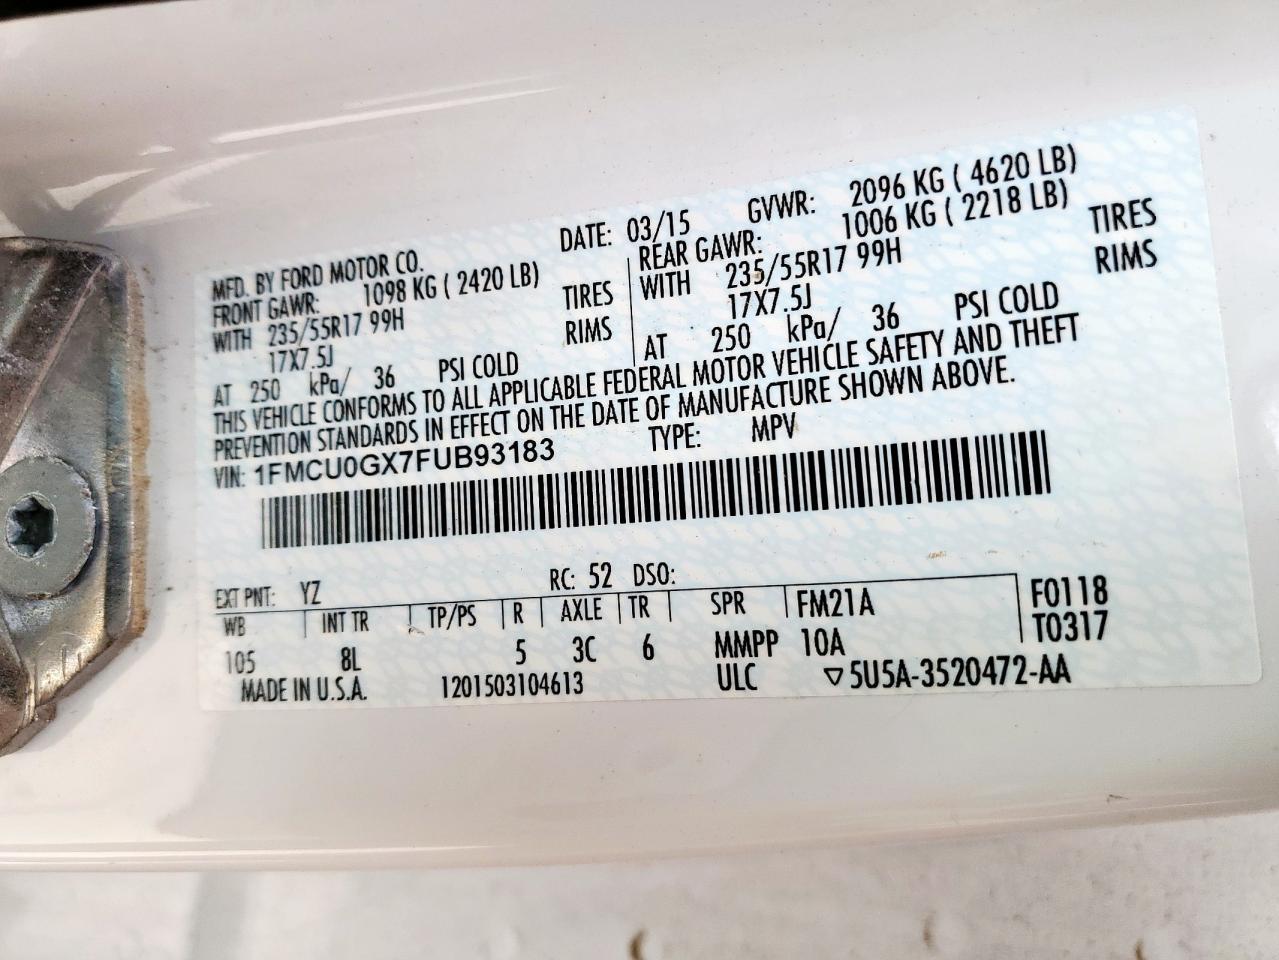 MFD. BY FORD MOTOR CO. DATE: 03/15 GVWR: 2096 KG ( 4620 LB)
FRONT GAWR: 1098 KG ( 2420 LB) REAR GAWR: 1006 KG ( 2218 LB)
WITH 235/55R17 99H TIRES WITH 235/55R17 99H TIRES
17X7.5J RIMS 17X7.5J RIMS
AT 250 kPa/ 36 PSI COLD AT 250 kPa/ 36 PSI COLD
THIS VEHICLE CONFORMS TO ALL APPLICABLE FEDERAL MOTOR VEHICLE SAFETY AND THEFT
PREVENTION STANDARDS IN EFFECT ON THE DATE OF MANUFACTURE SHOWN ABOVE.
VIN: 1FMCU0GX7FUB93183 TYPE: MPV
EXT PNT: YZ RC: 52 DSO:
WB INT TR TP/PS R AXLE TR SPR FM21A F0118
105 8L 5 3C 6 MMPP 10A T0317
MADE IN U.S.A. 1201503104613 ULC ▽5U5A-3520472-AA